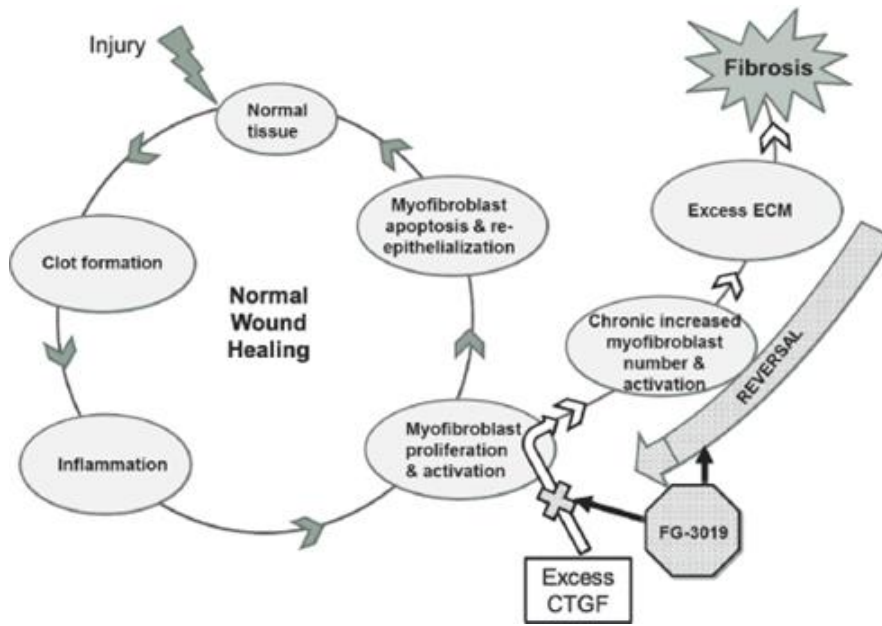 Injury
Normal
tissue
Clot formation
Inflammation
Myofibroblast
proliferation
& activation
Myofibroblast
apoptosis & re-
epithelialization
Normal
Wound
Healing
Fibrosis
Excess ECM
Chronic increased
myofibroblast
number &
activation
REVERSAL
FG-3019
Excess
CTGF